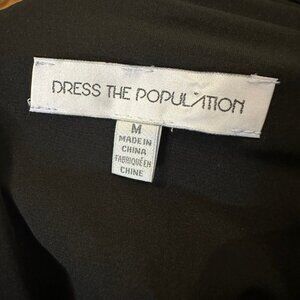 DRESS THE POPULATION
M
MADE IN
CHINA
FABRIQUÉ EN
CHINE